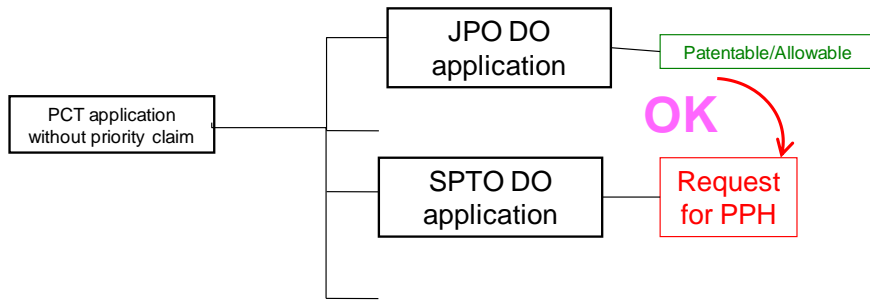 JPO DO
application
Patentable/Allowable
PCT application
without priority claim
OK
SPTO DO
application
Request
for PPH